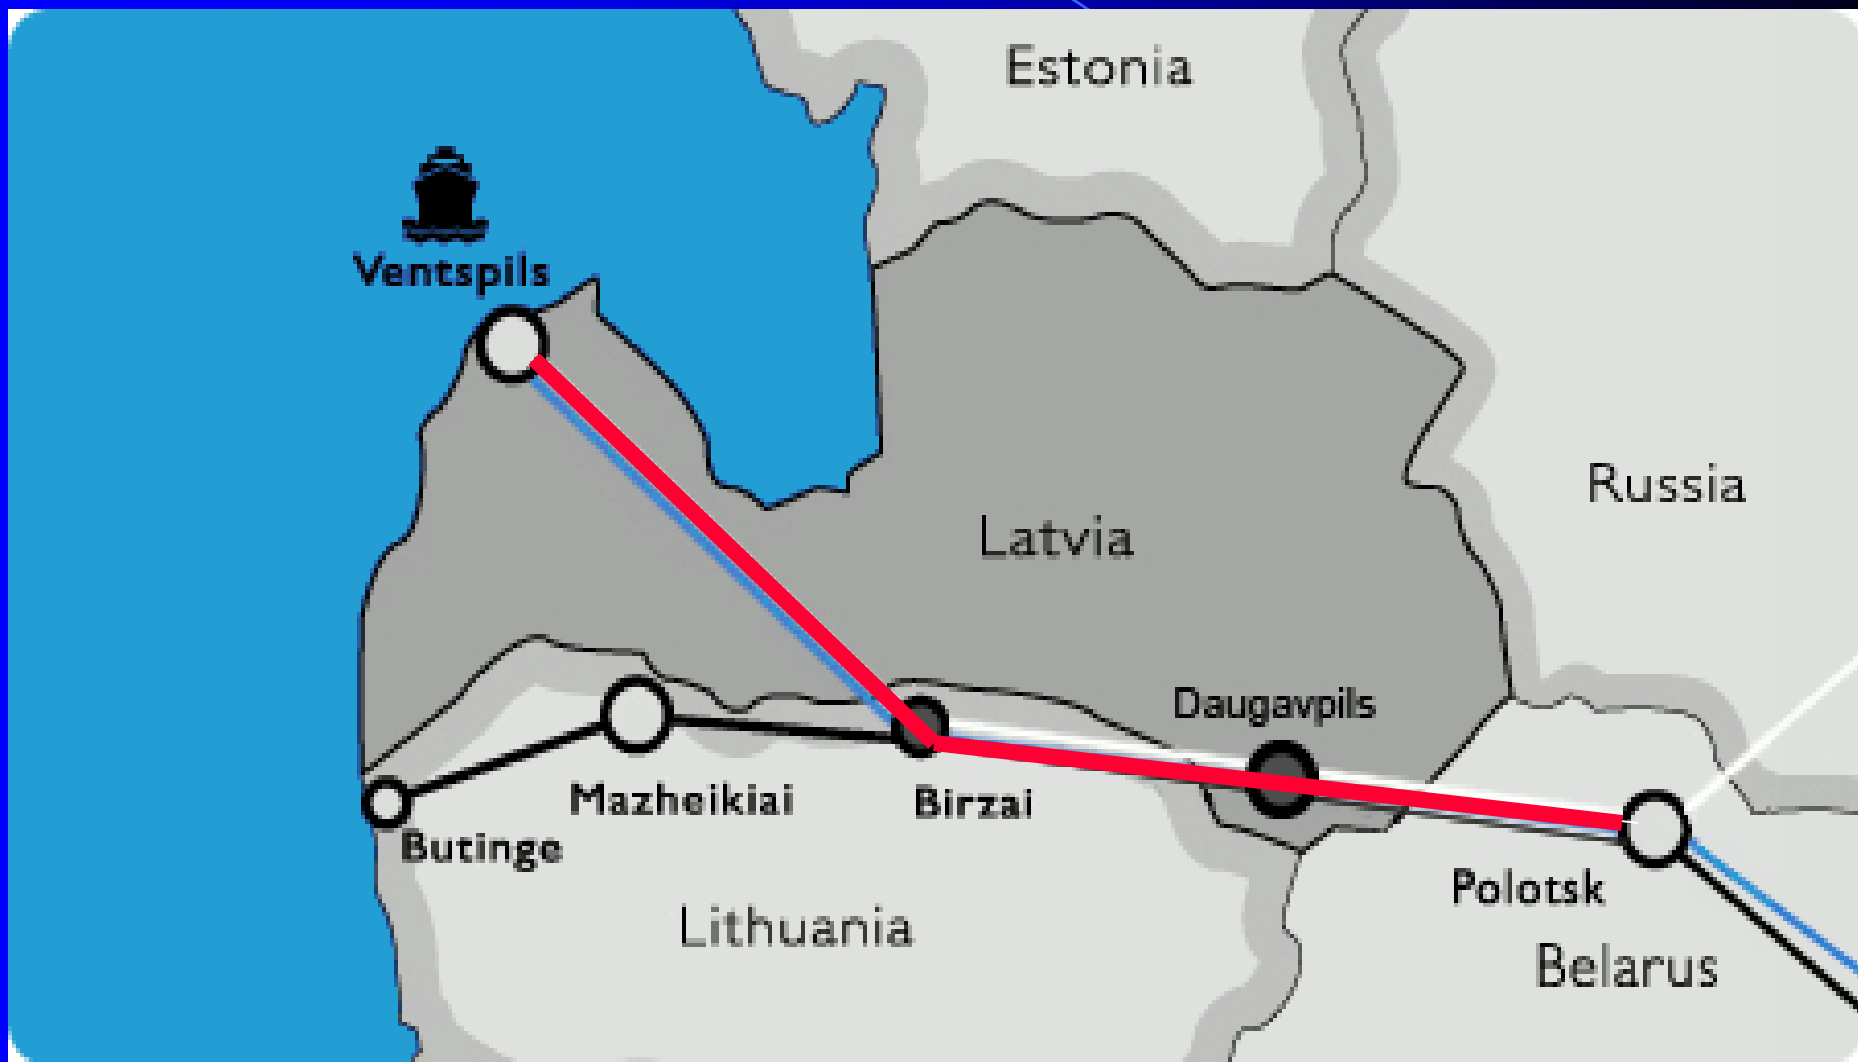 Estonia
Ventspils
Russia
Latvia
Daugavpils
Mazheikiai
Birzai
Butinge
Polotsk
Lithuania
Belarus